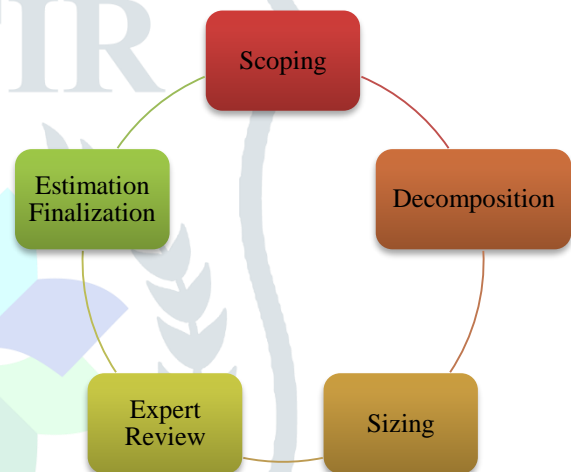 Scoping
Decomposition
Sizing
Expert
Review
Estimation
Finalization